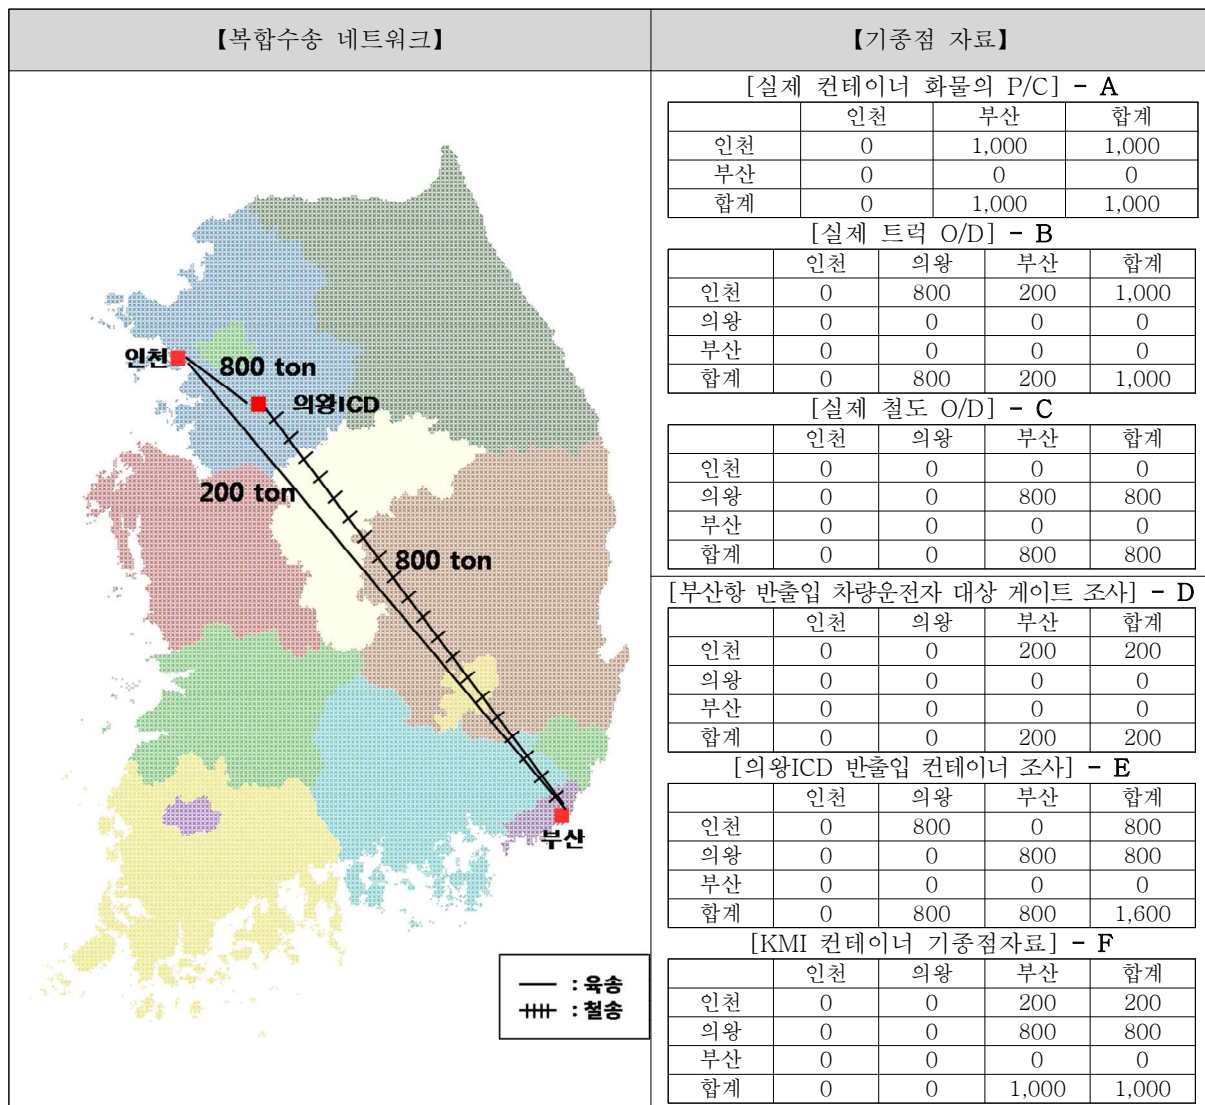 【복합수송 네트워크】
인천
800 ton
의왕ICD
200 ton
800 ton
부산
: 육송
: 철송
【기종점 자료】
[실제 컨테이너 화물의 P/C] - A
인천 부산 합계
인천 0 1,000 1,000
부산 0 0 0
합계 0 1,000 1,000
[실제 트럭 O/D] - B
인천 의왕 부산 합계
인천 0 800 200 1,000
의왕 0 0 0 0
부산 0 0 0 0
합계 0 800 200 1,000
[실제 철도 O/D] - C
인천 의왕 부산 합계
인천 0 0 0 0
의왕 0 0 800 800
부산 0 0 0 0
합계 0 0 800 800
[부산항 반출입 차량운전자 대상 게이트 조사] - D
인천 의왕 부산 합계
인천 0 0 200 200
의왕 0 0 0 0
부산 0 0 0 0
합계 0 0 200 200
[의왕ICD 반출입 컨테이너 조사] - E
인천 의왕 부산 합계
인천 0 800 0 800
의왕 0 0 800 800
부산 0 0 0 0
합계 0 800 800 1,600
[KMI 컨테이너 기종점자료] - F
인천 의왕 부산 합계
인천 0 0 200 200
의왕 0 0 800 800
부산 0 0 0 0
합계 0 0 1,000 1,000